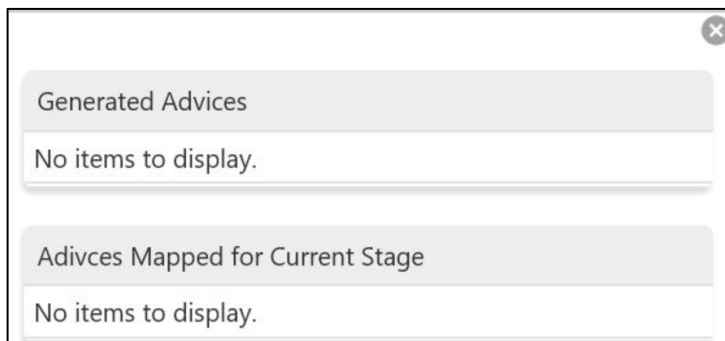 Generated Advices
No items to display.
Adivces Mapped for Current Stage
No items to display.